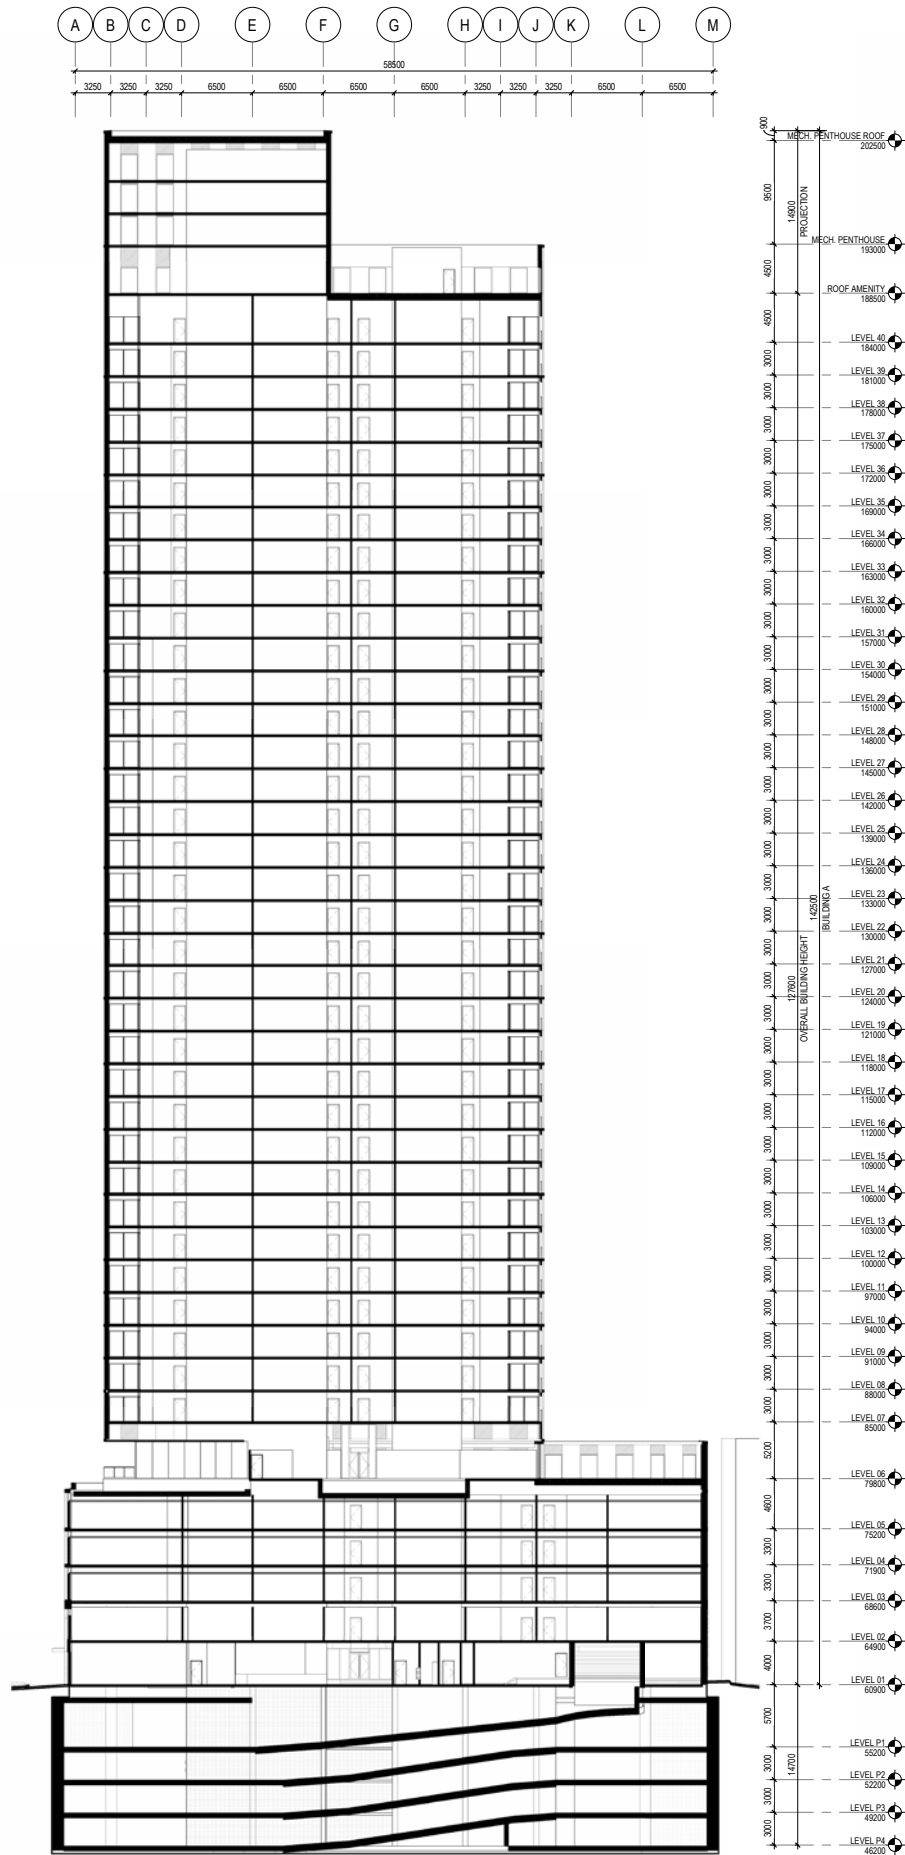 A B C D E F G H I J K L M
58500
3250 3250 3250 6500 6500 6500 6500 3250 3250 3250 6500 6500
900
MECH. PENTHOUSE ROOF
202500
9500
14900
PROJECTION
MECH. PENTHOUSE
193000
4500
ROOF AMENITY
188500
4500
LEVEL 40
184000
3000
LEVEL 39
181000
3000
LEVEL 38
178000
3000
LEVEL 37
175000
3000
LEVEL 36
172000
3000
LEVEL 35
169000
3000
LEVEL 34
166000
3000
LEVEL 33
163000
3000
LEVEL 32
160000
3000
LEVEL 31
157000
3000
LEVEL 30
154000
3000
LEVEL 29
151000
3000
LEVEL 28
148000
3000
LEVEL 27
145000
3000
LEVEL 26
142000
3000
LEVEL 25
139000
3000
LEVEL 24
136000
3000
LEVEL 23
133000
142500
BUILDING A
3000
LEVEL 22
130000
3000
LEVEL 21
127000
3000
127600
OVERALL BUILDING HEIGHT
LEVEL 20
124000
3000
LEVEL 19
121000
3000
LEVEL 18
118000
3000
LEVEL 17
115000
3000
LEVEL 16
112000
3000
LEVEL 15
109000
3000
LEVEL 14
106000
3000
LEVEL 13
103000
3000
LEVEL 12
100000
3000
LEVEL 11
97000
3000
LEVEL 10
94000
3000
LEVEL 09
91000
3000
LEVEL 08
88000
3000
LEVEL 07
85000
5200
LEVEL 06
79800
4600
LEVEL 05
75200
3300
LEVEL 04
71900
3300
LEVEL 03
68600
3700
LEVEL 02
64900
4000
LEVEL 01
60900
5700
LEVEL P1
55200
3000
14700
LEVEL P2
52200
3000
LEVEL P3
49200
3000
LEVEL P4
46200